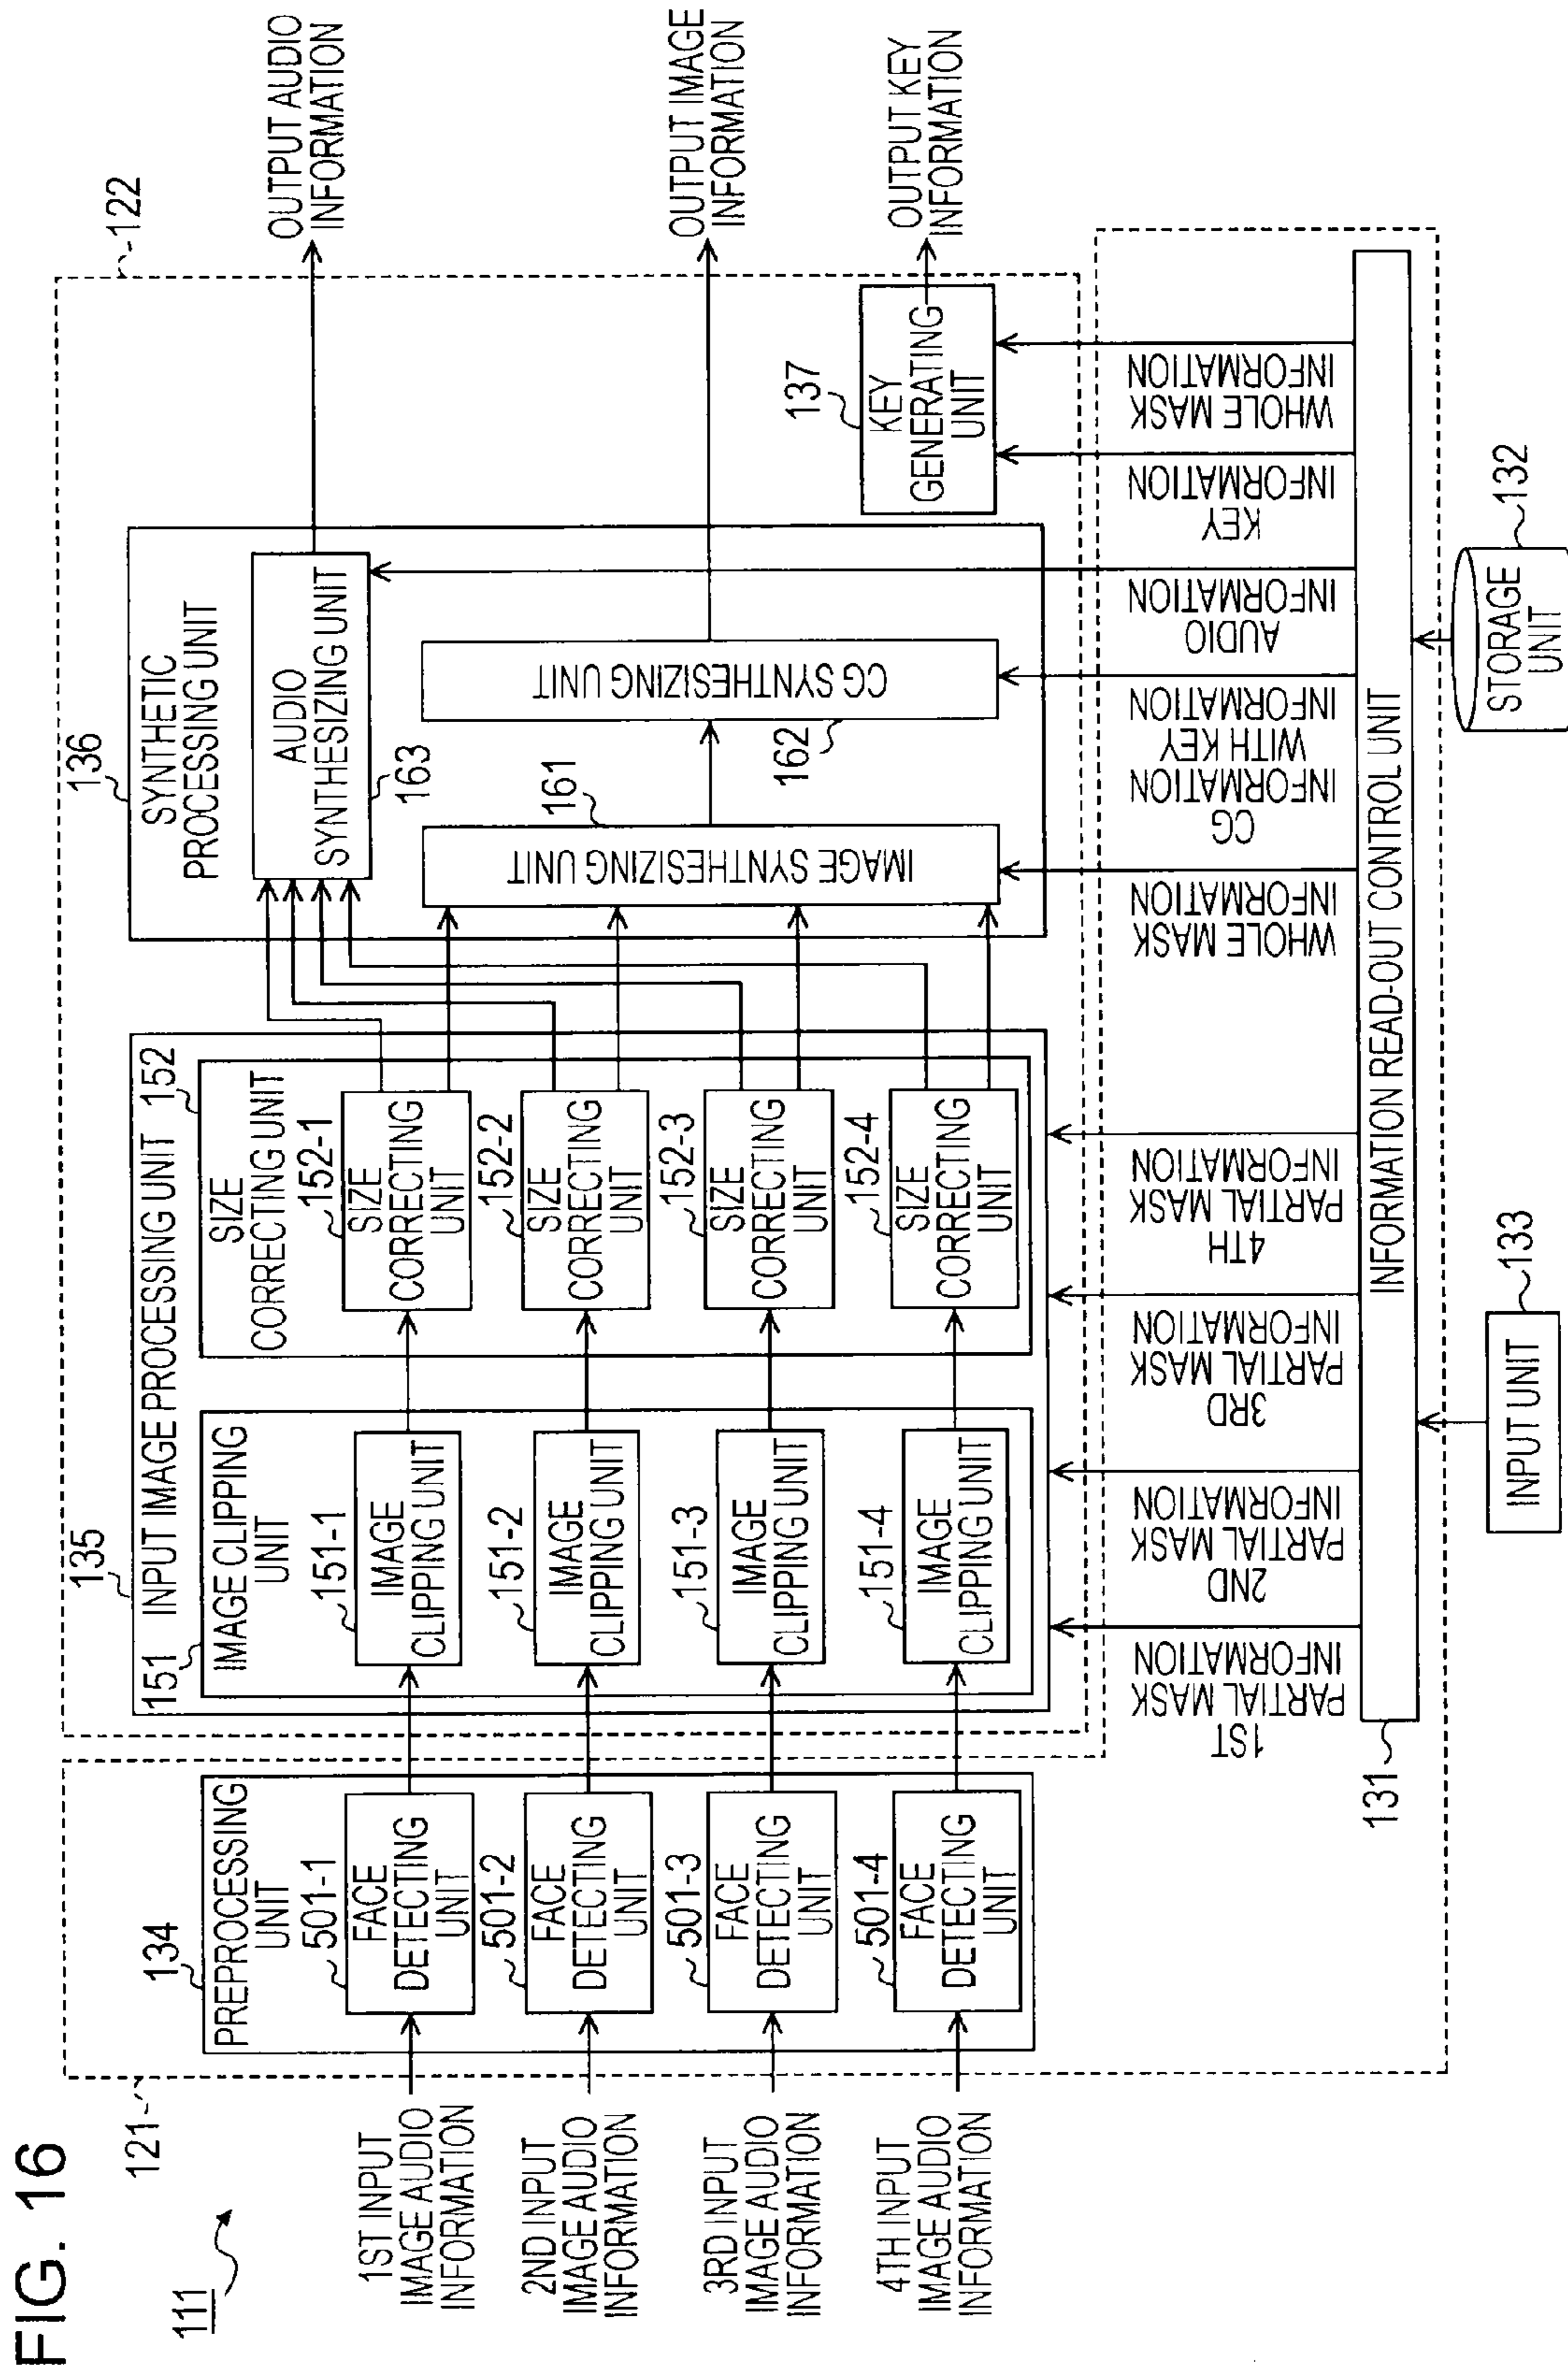 FIG. 16
111
121
122
134
PREPROCESSING
UNIT
1ST INPUT
IMAGE AUDIO
INFORMATION
501-1
FACE
DETECTING
UNIT
2ND INPUT
IMAGE AUDIO
INFORMATION
501-2
FACE
DETECTING
UNIT
3RD INPUT
IMAGE AUDIO
INFORMATION
501-3
FACE
DETECTING
UNIT
4TH INPUT
IMAGE AUDIO
INFORMATION
501-4
FACE
DETECTING
UNIT
135
INPUT IMAGE PROCESSING UNIT
151
IMAGE CLIPPING
UNIT
151-1
IMAGE
CLIPPING UNIT
151-2
IMAGE
CLIPPING UNIT
151-3
IMAGE
CLIPPING UNIT
151-4
IMAGE
CLIPPING UNIT
152
SIZE
CORRECTING UNIT
152-1
SIZE
CORRECTING
UNIT
152-2
SIZE
CORRECTING
UNIT
152-3
SIZE
CORRECTING
UNIT
152-4
SIZE
CORRECTING
UNIT
136
SYNTHETIC
PROCESSING UNIT
AUDIO
SYNTHESIZING UNIT
163
161
IMAGE SYNTHESIZING UNIT
CG SYNTHESIZING UNIT
162
137
KEY
GENERATING
UNIT
OUTPUT AUDIO
INFORMATION
OUTPUT IMAGE
INFORMATION
OUTPUT KEY
INFORMATION
1ST
PARTIAL MASK
INFORMATION
2ND
PARTIAL MASK
INFORMATION
3RD
PARTIAL MASK
INFORMATION
4TH
PARTIAL MASK
INFORMATION
WHOLE MASK
INFORMATION
CG
INFORMATION
WITH KEY
INFORMATION
AUDIO
INFORMATION
KEY
INFORMATION
WHOLE MASK
INFORMATION
131
INFORMATION READ-OUT CONTROL UNIT
INPUT UNIT
133
STORAGE
UNIT
132